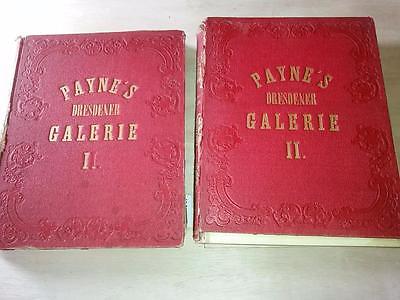 PAYNE'S
DRESDENER
GALERIE
I.
PAYNE'S
DRESDENER
GALERIE
II.